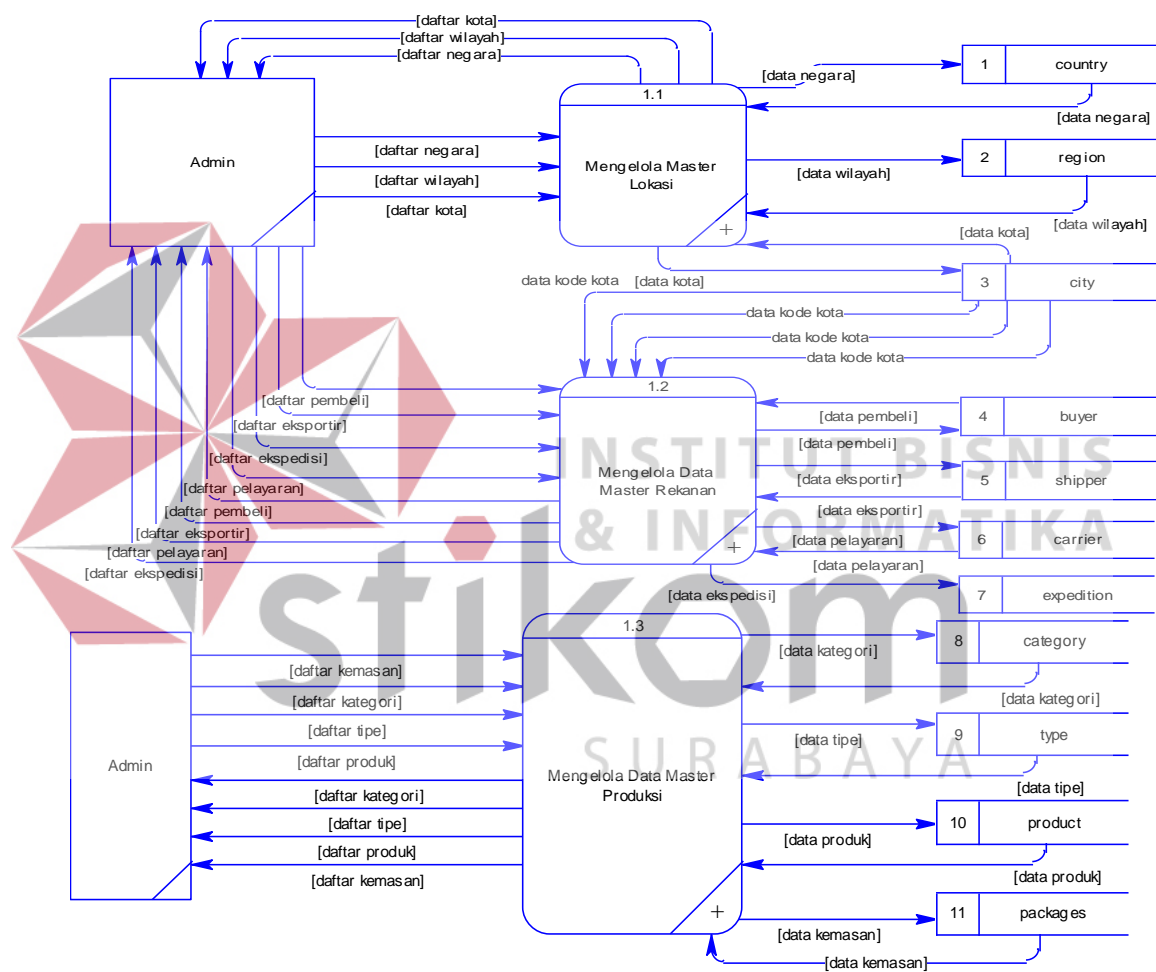 [daftar kota]
[daftar wilayah]
[daftar negara]
Admin
[daftar negara]
[daftar wilayah]
[daftar kota]
1.1
Mengelola Master
Lokasi
+
[data negara]
1 country
[data negara]
2 region
[data wilayah]
[data wilayah]
[data kota]
[data kota]
3 city
data kode kota
data kode kota
data kode kota
data kode kota
[daftar pembeli]
[daftar eksportir]
[daftar ekspedisi]
[daftar pelayaran]
[daftar pembeli]
[daftar eksportir]
[daftar pelayaran]
[daftar ekspedisi]
1.2
Mengelola Data
Master Rekanan
+
4 buyer
[data pembeli]
[data pembeli]
5 shipper
[data eksportir]
[data eksportir]
6 carrier
[data pelayaran]
[data pelayaran]
7 expedition
[data ekspedisi]
INSTITUT BISNIS
& INFORMATIKA
stikom
SURABAYA
Admin
[daftar kemasan]
[daftar kategori]
[daftar tipe]
[daftar produk]
[daftar kategori]
[daftar tipe]
[daftar produk]
[daftar kemasan]
1.3
Mengelola Data Master
Produksi
+
8 category
[data kategori]
[data kategori]
9 type
[data tipe]
[data tipe]
10 product
[data produk]
[data produk]
11 packages
[data kemasan]
[data kemasan]